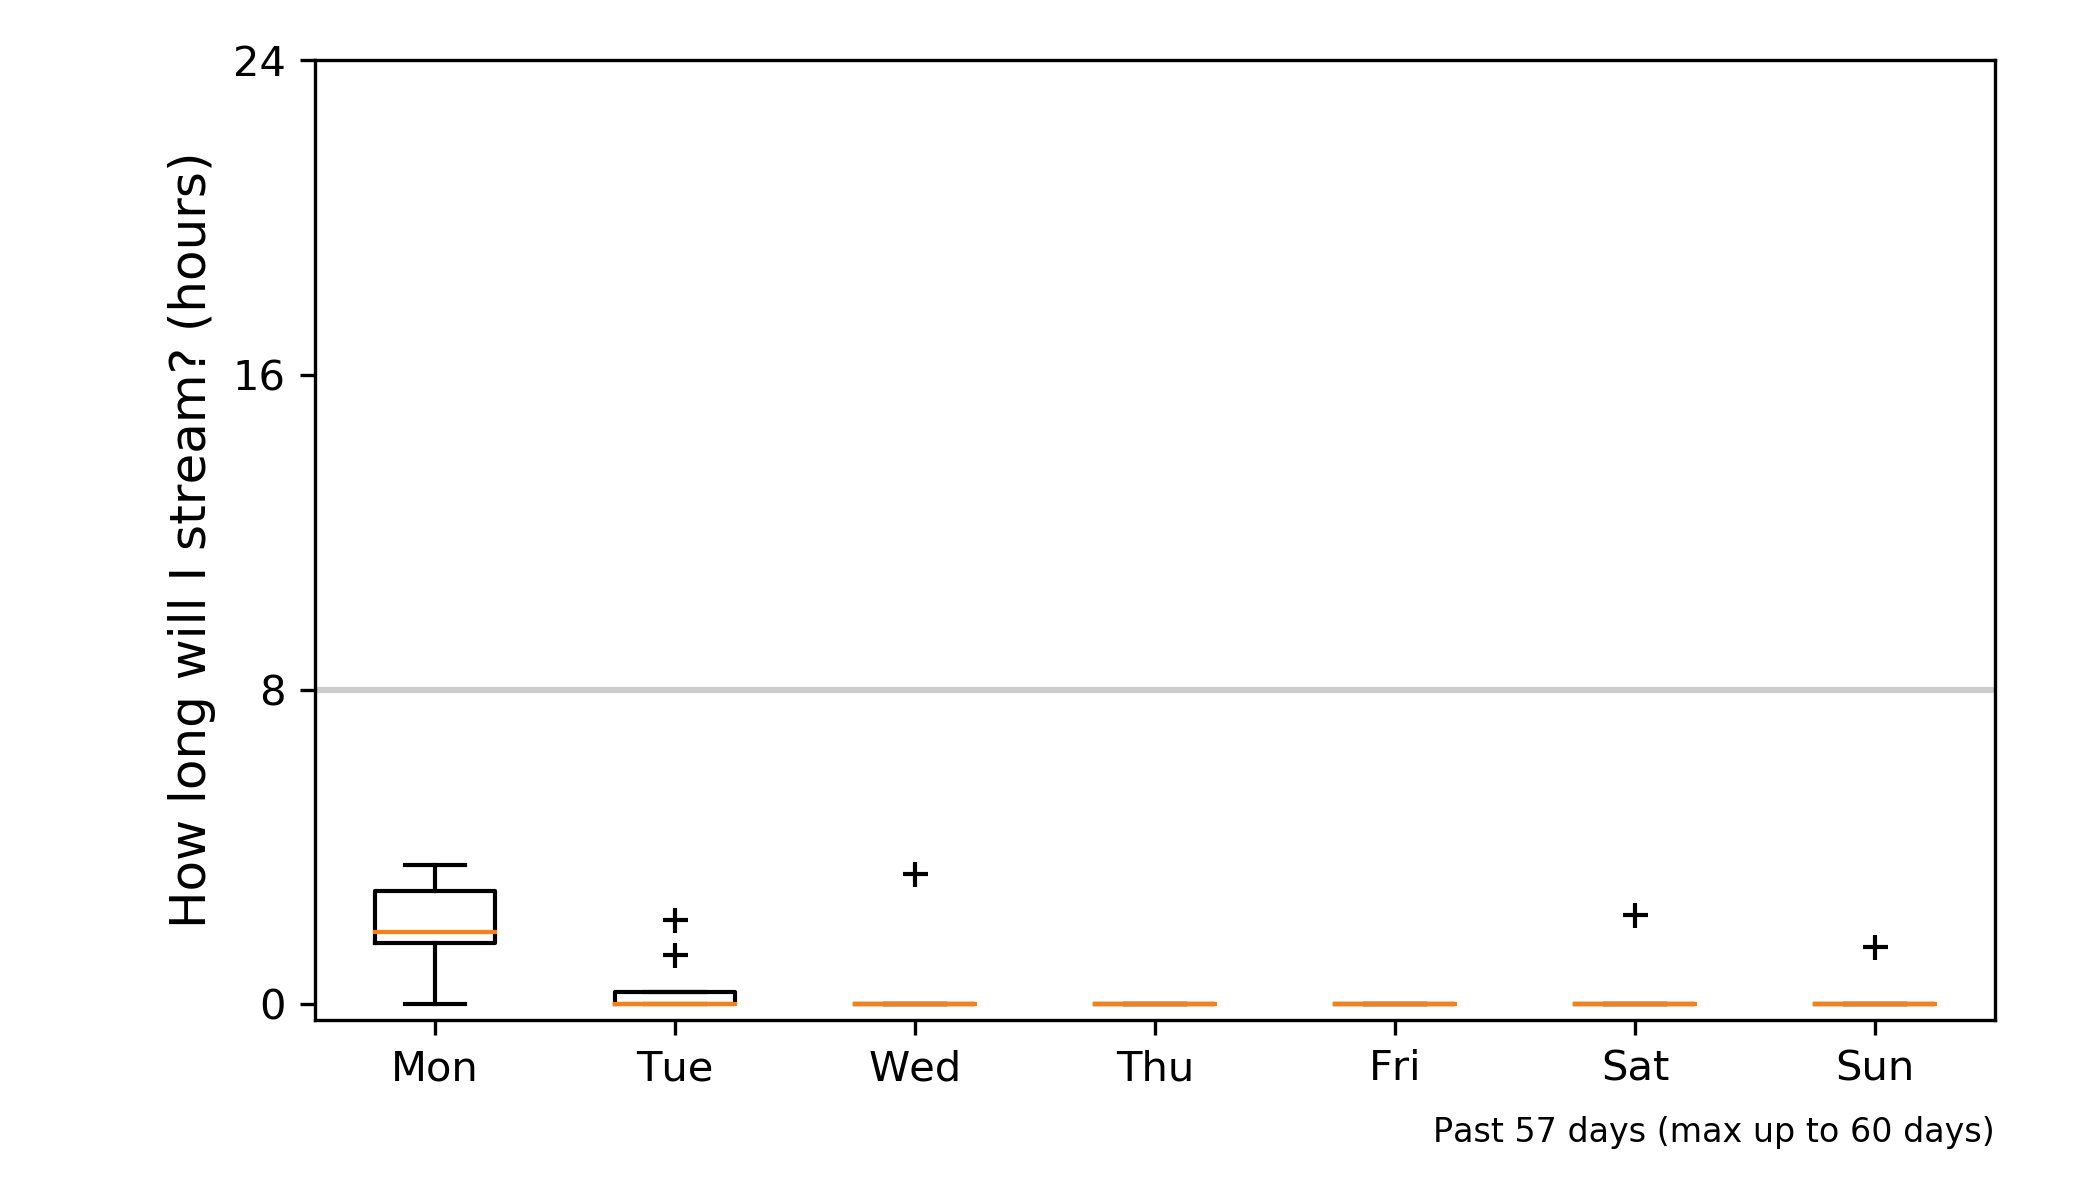 How long will I stream? (hours)
24
16
8
0
Mon Tue Wed Thu Fri Sat Sun
Past 57 days (max up to 60 days)